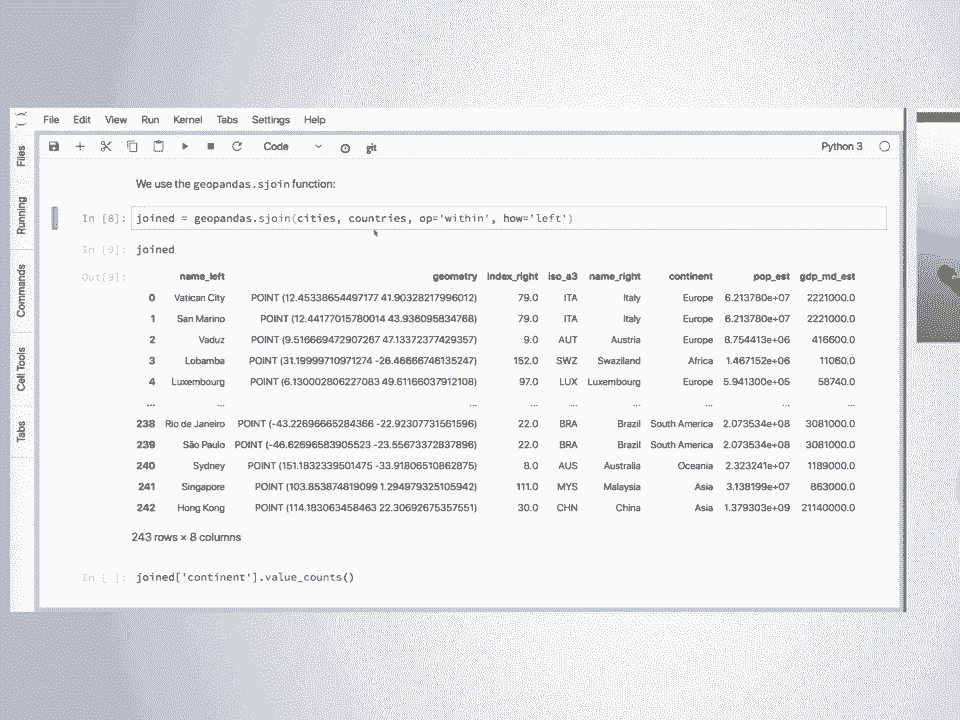 File Edit View Run Kernel Tabs Settings Help
Code
git
Python 3
Files
Running
Commands
Cell Tools
Tabs
We use the geopandas.sjoin function:
In [8]: joined = geopandas.sjoin(cities, countries, op='within', how='left')
In [9]: joined
Out[9]:
name_left geometry index_right iso_a3 name_right continent pop_est gdp_md_est
0 Vatican City POINT (12.45338654497177 41.90328217996012) 79.0 ITA Italy Europe 6.213780e+07 2221000.0
1 San Marino POINT (12.44177015780014 43.936095834768) 79.0 ITA Italy Europe 6.213780e+07 2221000.0
2 Vaduz POINT (9.516669472907267 47.13372377429357) 9.0 AUT Austria Europe 8.754413e+06 416600.0
3 Lobamba POINT (31.19999710971274 -26.46666746135247) 152.0 SWZ Swaziland Africa 1.467152e+06 11060.0
4 Luxembourg POINT (6.130002806227083 49.61166037912108) 97.0 LUX Luxembourg Europe 5.941300e+05 58740.0
... ... ... ... ... ... ... ... ...
238 Rio de Janeiro POINT (-43.22696665284366 -22.92307731561596) 22.0 BRA Brazil South America 2.073534e+08 3081000.0
239 São Paulo POINT (-46.62696583905523 -23.55673372837896) 22.0 BRA Brazil South America 2.073534e+08 3081000.0
240 Sydney POINT (151.1832339501475 -33.91806510862875) 8.0 AUS Australia Oceania 2.323241e+07 1189000.0
241 Singapore POINT (103.853874819099 1.294979325105942) 111.0 MYS Malaysia Asia 3.138199e+07 863000.0
242 Hong Kong POINT (114.183063458463 22.30692675357551) 30.0 CHN China Asia 1.379303e+09 21140000.0
243 rows × 8 columns
In [ ]: joined['continent'].value_counts()